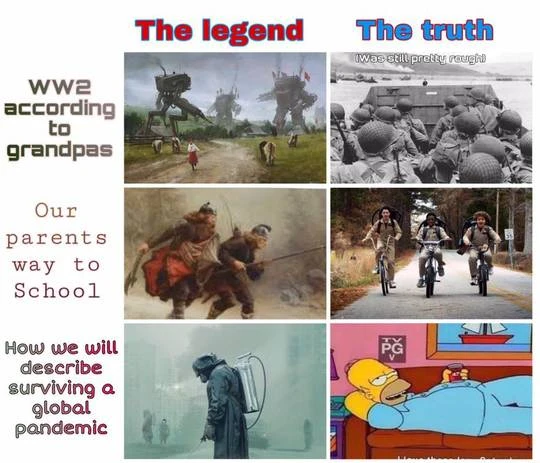 The legend
The truth
(Was still pretty rough)
WW2
according
to
grandpas
Our
parents
way to
School
35
How we will
describe
surviving a
global
pandemic
TV
PG
V